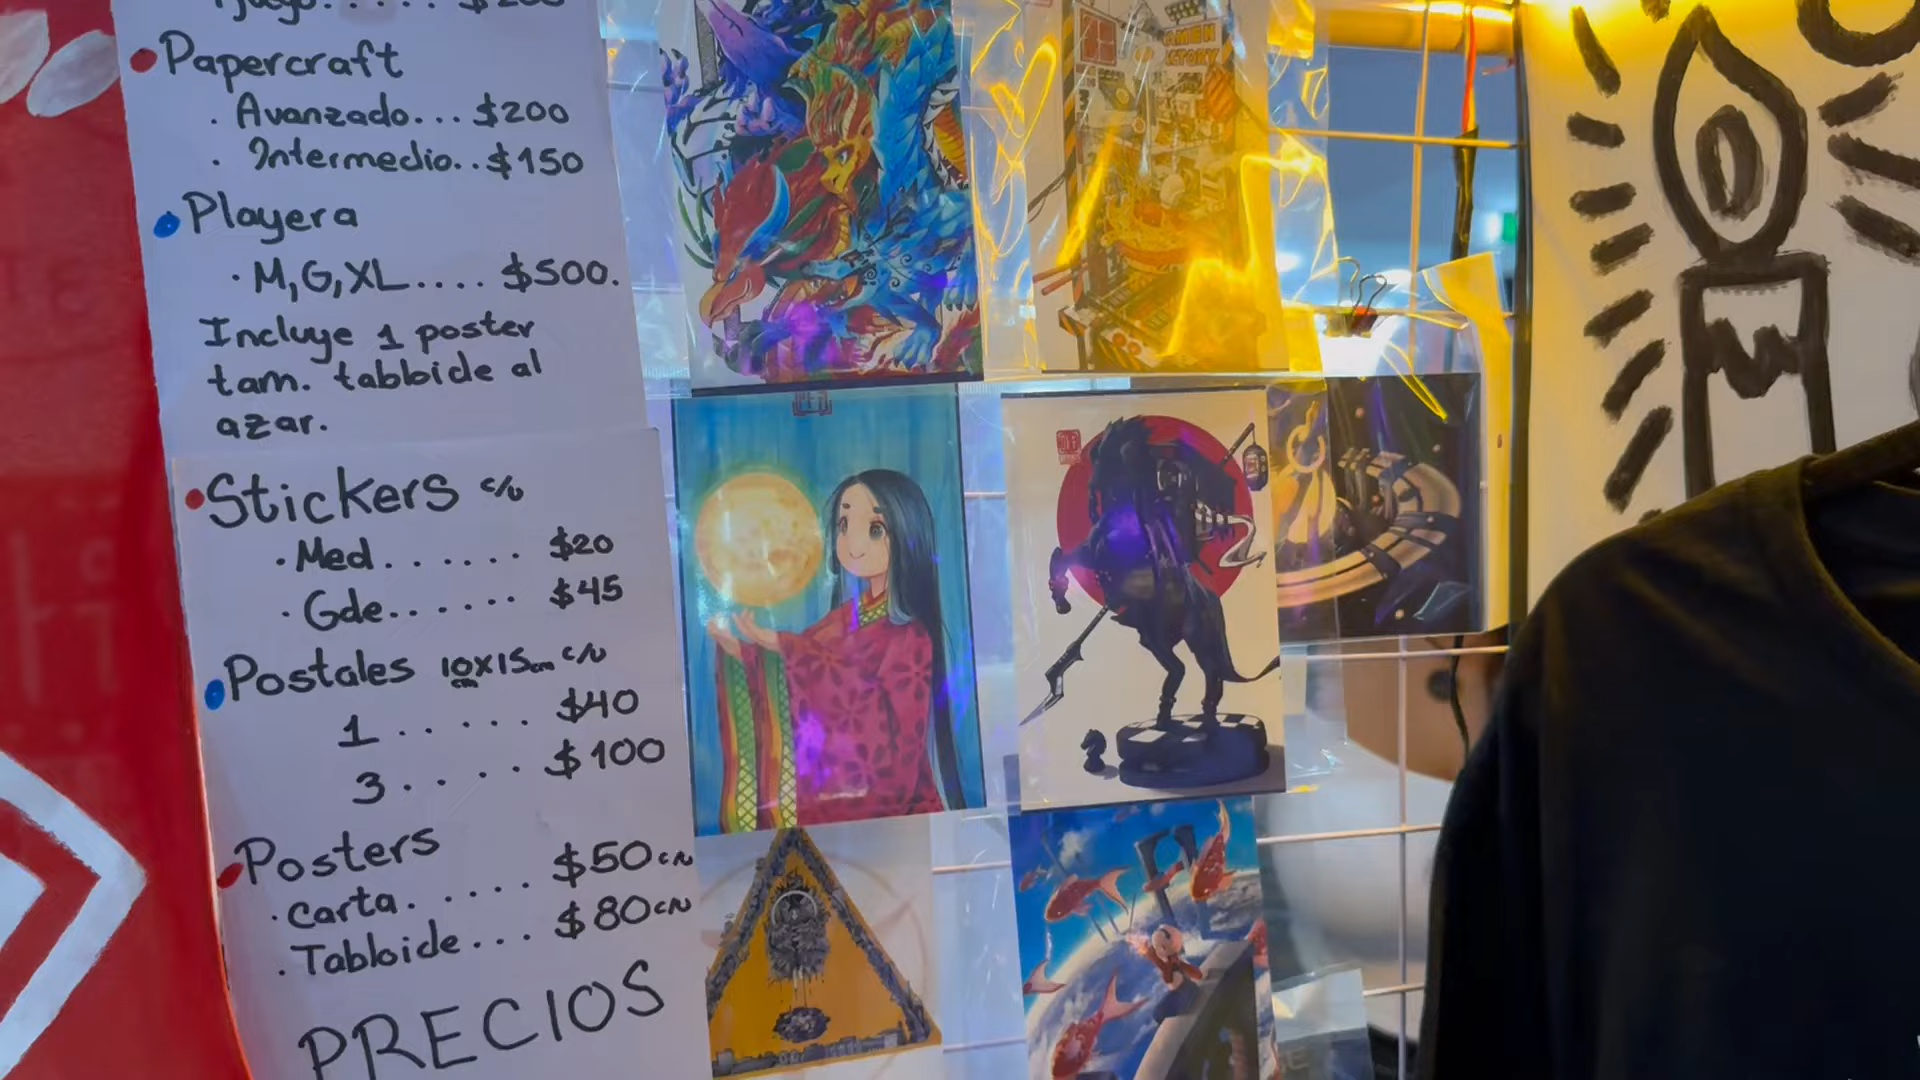 Papercraft
. Avanzado... $200
. Intermedio.. $150
Playera
. M, G, XL.... $500.
Incluye 1 poster
tam. tabloide al
azar.
Stickers c/u
. Med....... $20
. Gde...... $45
Postales 10x15cm c/u
1 . . . . . . $40
3 . . . . . $100
Posters
. Carta...... $50 c/u
. Tabloide... $80 c/u
PRECIOS